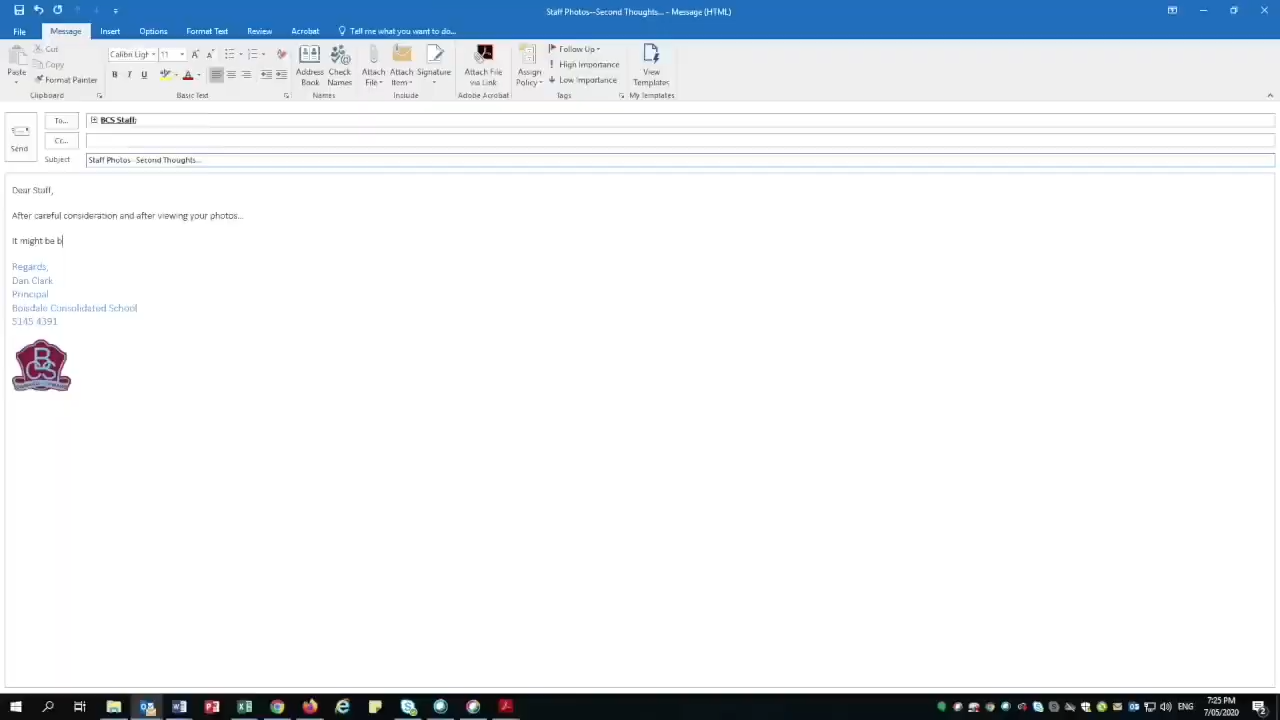 Staff Photos--Second Thoughts... - Message (HTML)
File Message Insert Options Format Text Review Acrobat Tell me what you want to do...
Cut
Copy
Format Painter
Paste
Calibri Ligh 11
Address Book
Check Names
Attach File
Attach Item
Signature
Attach File via Link
Assign Policy
Follow Up
High Importance
Low Importance
View Templates
Clipboard Basic Text Names Include Adobe Acrobat Tags My Templates
Send
To... BCS Staff;
Cc...
Subject Staff Photos--Second Thoughts...
Dear Staff,
After careful consideration and after viewing your photos...
It might be b
Regards,
Dan Clark
Principal
Boisdale Consolidated School
5145 4391
BCS
ENG
7:25 PM
7/05/2020